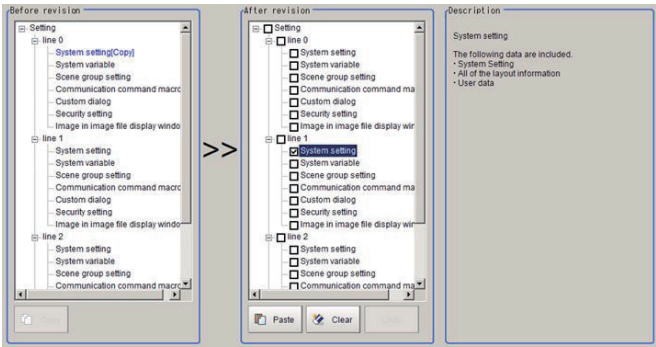 Before revision
Setting
line 0
System setting[Copy]
System variable
Scene group setting
Communication command macro
Custom dialog
Security setting
Image in image file display windo
line 1
System setting
System variable
Scene group setting
Communication command macro
Custom dialog
Security setting
Image in image file display windo
line 2
System setting
System variable
Scene group setting
Communication command macro
Copy
>>
After revision
Setting
line 0
System setting
System variable
Scene group setting
Communication command ma
Custom dialog
Security setting
Image in image file display wir
line 1
System setting
System variable
Scene group setting
Communication command ma
Custom dialog
Security setting
Image in image file display wir
line 2
System setting
System variable
Scene group setting
Communication command ma
Paste
Clear
Description
System setting
The following data are included.
・System Setting
・All of the layout information
・User data